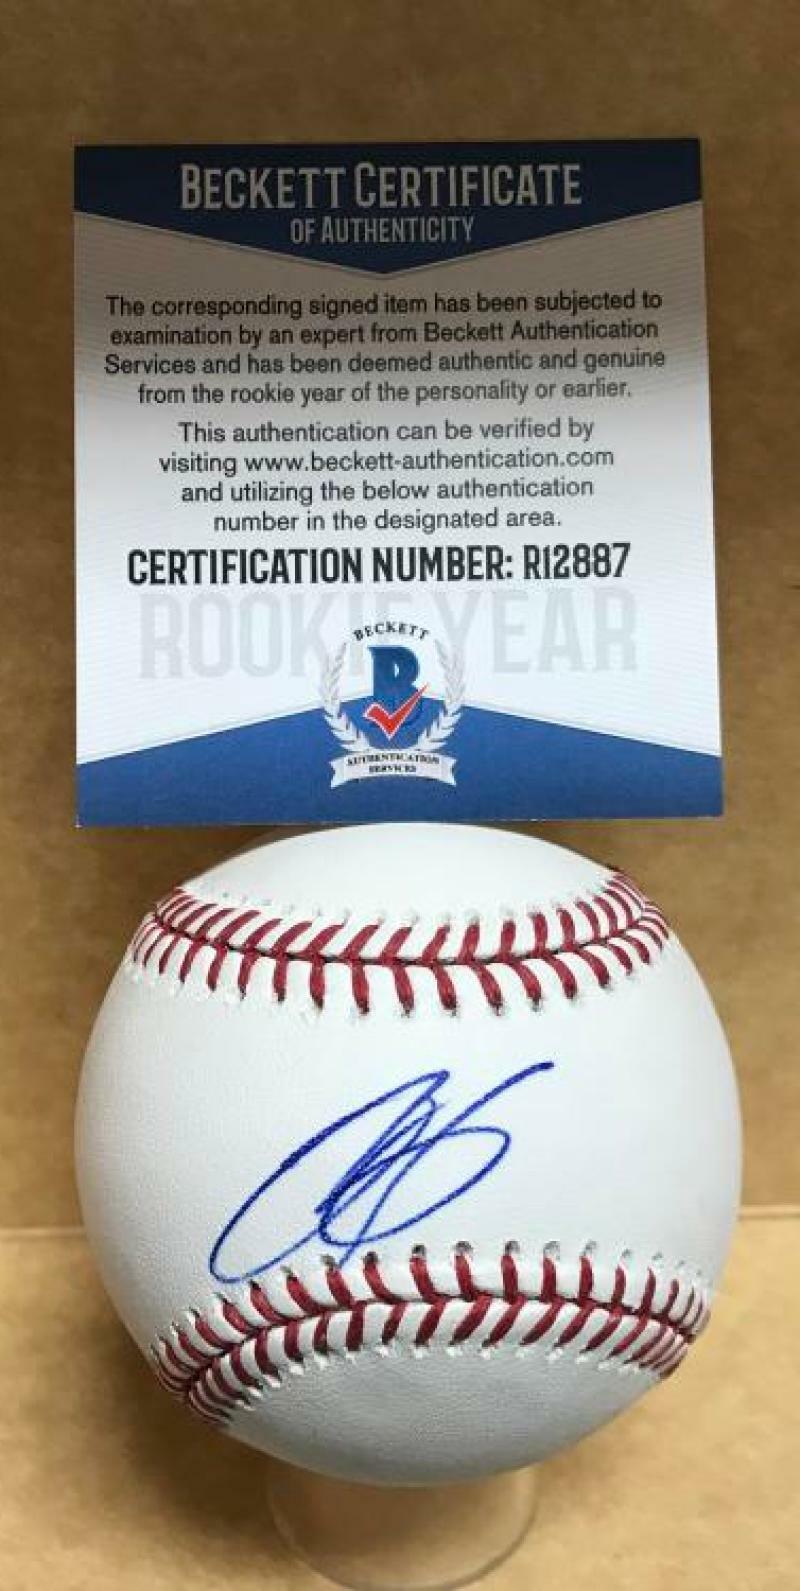 BECKETT CERTIFICATE
OF AUTHENTICITY
The corresponding signed item has been subjected to
examination by an expert from Beckett Authentication
Services and has been deemed authentic and genuine
from the rookie year of the personality or earlier.
This authentication can be verified by
visiting www.beckett-authentication.com
and utilizing the below authentication
number in the designated area.
CERTIFICATION NUMBER: R12887
ROOKIE YEAR
BECKETT
B
AUTHENTICATION
SERVICES